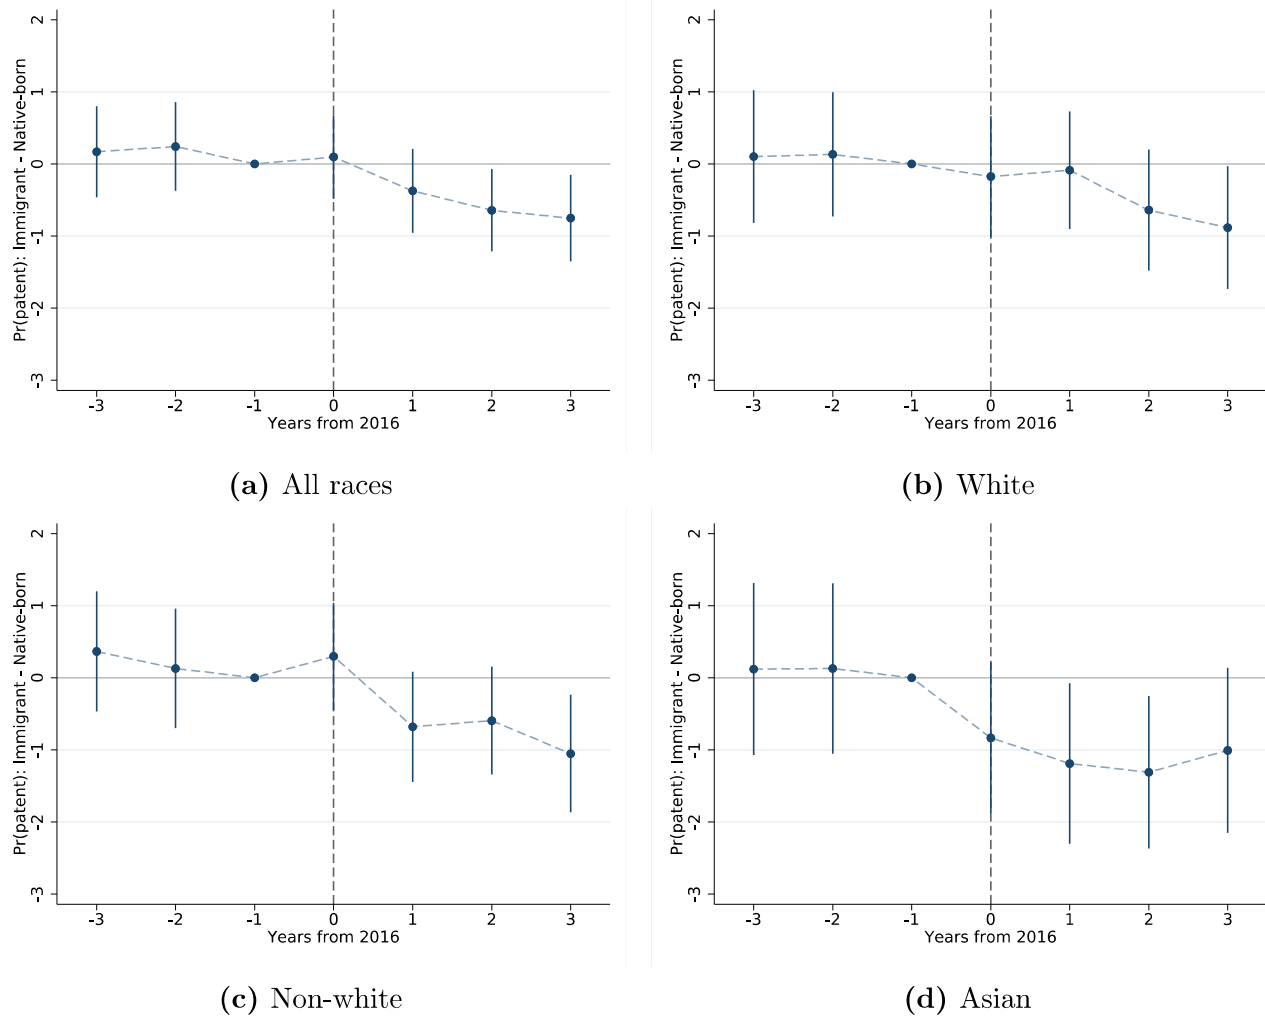 Pr(patent): Immigrant - Native-born
2
1
0
-1
-2
-3
-3 -2 -1 0 1 2 3
Years from 2016
(a) All races
Pr(patent): Immigrant - Native-born
2
1
0
-1
-2
-3
-3 -2 -1 0 1 2 3
Years from 2016
(b) White
Pr(patent): Immigrant - Native-born
2
1
0
-1
-2
-3
-3 -2 -1 0 1 2 3
Years from 2016
(c) Non-white
Pr(patent): Immigrant - Native-born
2
1
0
-1
-2
-3
-3 -2 -1 0 1 2 3
Years from 2016
(d) Asian